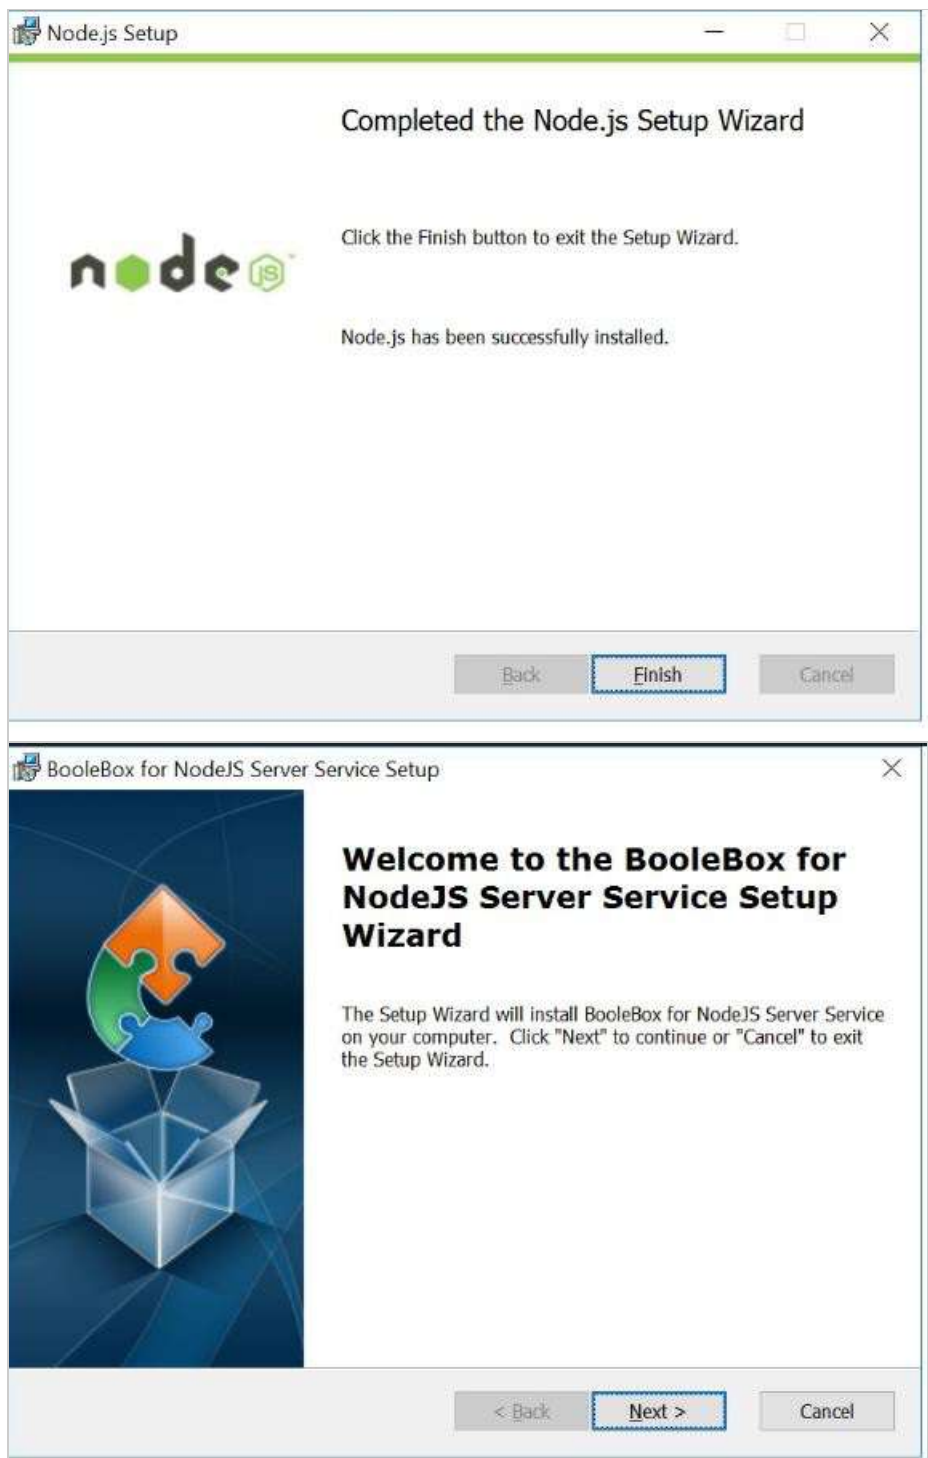 Node.js Setup
Completed the Node.js Setup Wizard
Click the Finish button to exit the Setup Wizard.
node JS
Node.js has been successfully installed.
Back Finish Cancel
BooleBox for NodeJS Server Service Setup
Welcome to the BooleBox for
NodeJS Server Service Setup
Wizard
The Setup Wizard will install BooleBox for NodeJS Server Service
on your computer. Click "Next" to continue or "Cancel" to exit
the Setup Wizard.
< Back Next > Cancel